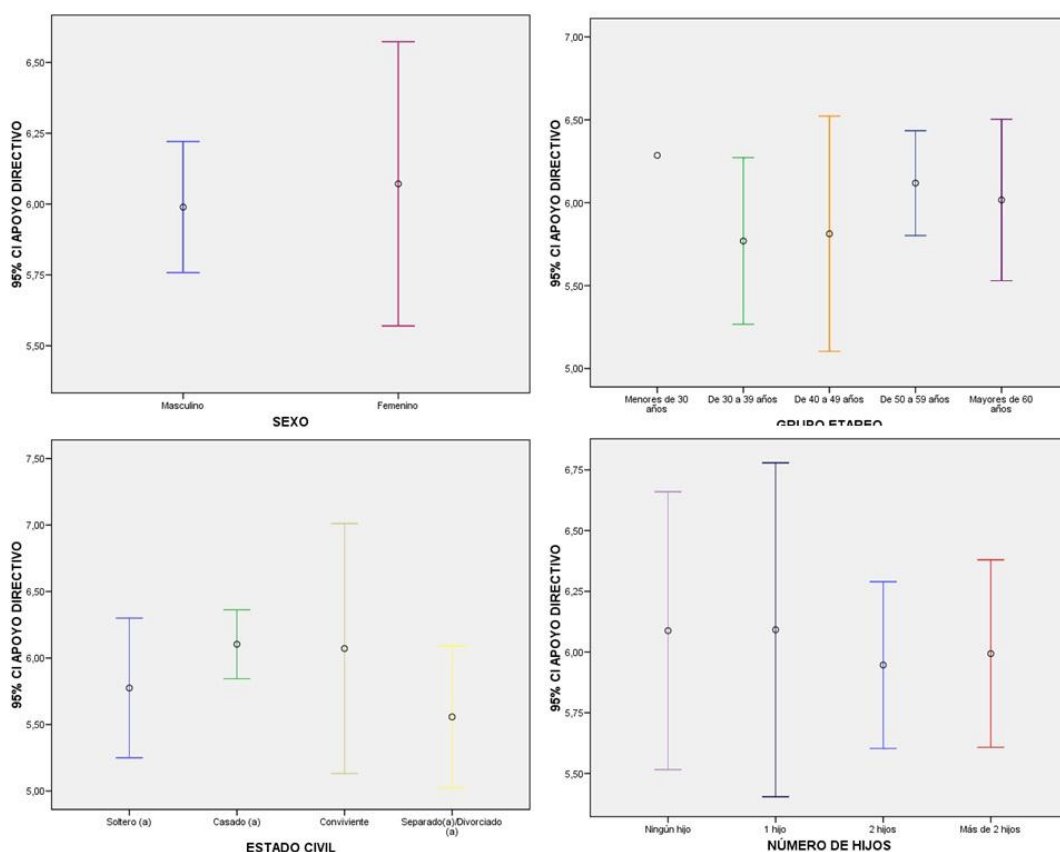 95% CI APOYO DIRECTIVO
6,50
6,25
6,00
5,75
5,50
Masculino
Femenino
SEXO
95% CI APOYO DIRECTIVO
7,00
6,50
6,00
5,50
5,00
Menores de 30
años
De 30 a 39 años
De 40 a 49 años
De 50 a 59 años
Mayores de 60
años
GRUPO ETAREO
95% CI APOYO DIRECTIVO
7,50
7,00
6,50
6,00
5,50
5,00
Soltero (a)
Casado (a)
Conviviente
Separado(a)/Divorciado
(a)
ESTADO CIVIL
95% CI APOYO DIRECTIVO
6,75
6,50
6,25
6,00
5,75
5,50
Ningún hijo
1 hijo
2 hijos
Más de 2 hijos
NÚMERO DE HIJOS